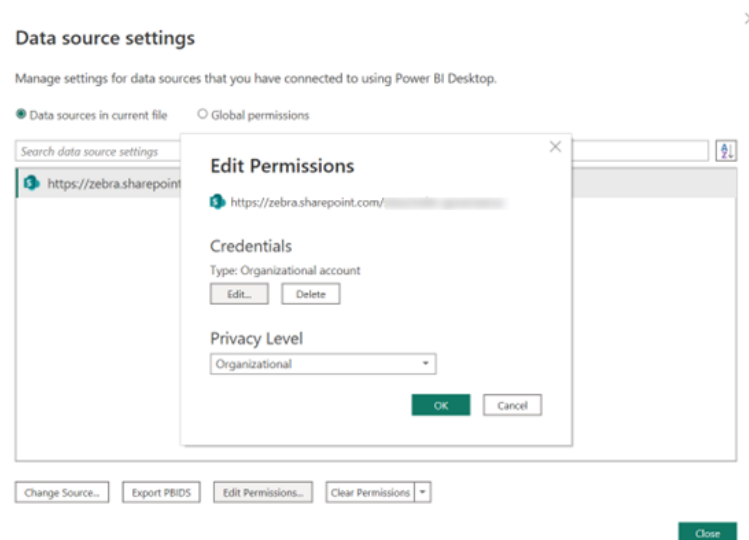 Data source settings
Manage settings for data sources that you have connected to using Power BI Desktop.
Data sources in current file Global permissions
Search data source settings
https://zebra.sharepoint
Edit Permissions
https://zebra.sharepoint.com/
Credentials
Type: Organizational account
Edit... Delete
Privacy Level
Organizational
OK Cancel
Change Source... Export PBIDS Edit Permissions... Clear Permissions
Close